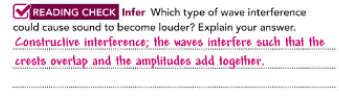 READING CHECK Infer Which type of wave interference
could cause sound to become louder? Explain your answer.
Constructive interference; the waves interfere such that the
crests overlap and the amplitudes add together.